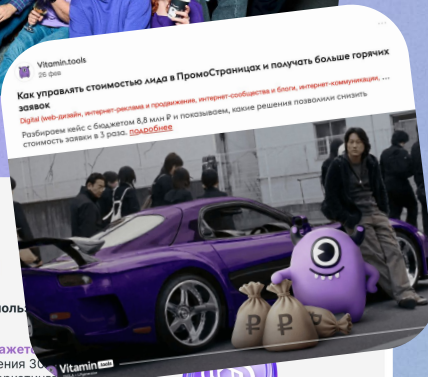 Vitamin.tools
26 фев
Как управлять стоимостью лида в ПромоСтраницах и получать больше горячих
заявок
Digital (web-дизайн, интернет-реклама и продвижение, интернет-сообщества и блоги, интернет-коммуникации, ...
Разбираем кейс с бюджетом 8,8 млн ₽ и показываем, какие решения позволили снизить
стоимость заявки в 3 раза. подробнее
₽ ₽
Vitamin.tools